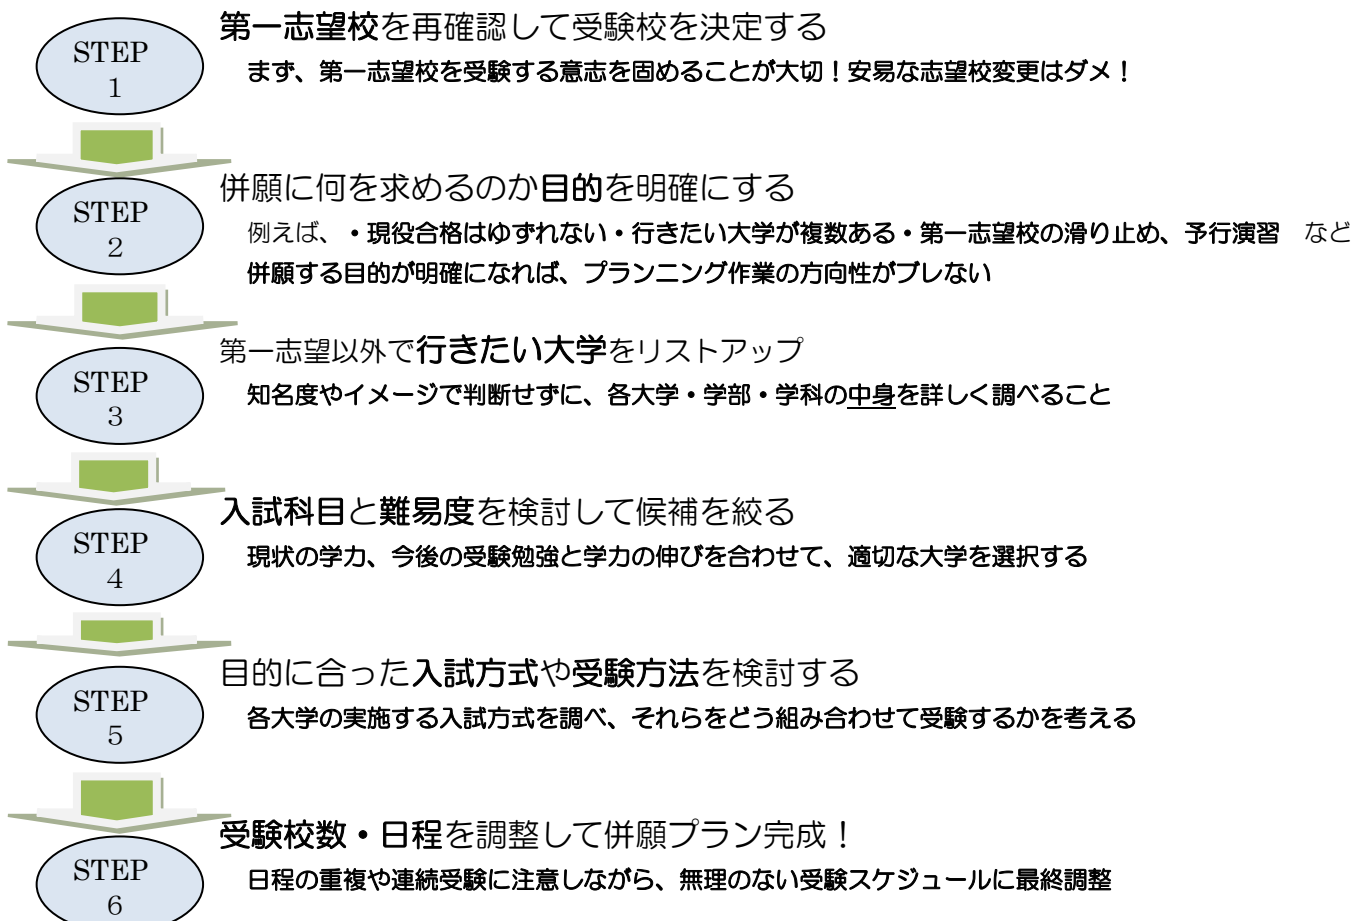 STEP
1
第一志望校を再確認して受験校を決定する
まず、第一志望校を受験する意志を固めることが大切！安易な志望校変更はダメ！
STEP
2
併願に何を求めるのか目的を明確にする
例えば、・現役合格はゆずれない・行きたい大学が複数ある・第一志望校の滑り止め、予行演習　など
併願する目的が明確になれば、プランニング作業の方向性がブレない
STEP
3
第一志望以外で行きたい大学をリストアップ
知名度やイメージで判断せずに、各大学・学部・学科の中身を詳しく調べること
STEP
4
入試科目と難易度を検討して候補を絞る
現状の学力、今後の受験勉強と学力の伸びを合わせて、適切な大学を選択する
STEP
5
目的に合った入試方式や受験方法を検討する
各大学の実施する入試方式を調べ、それらをどう組み合わせて受験するかを考える
STEP
6
受験校数・日程を調整して併願プラン完成！
日程の重複や連続受験に注意しながら、無理のない受験スケジュールに最終調整